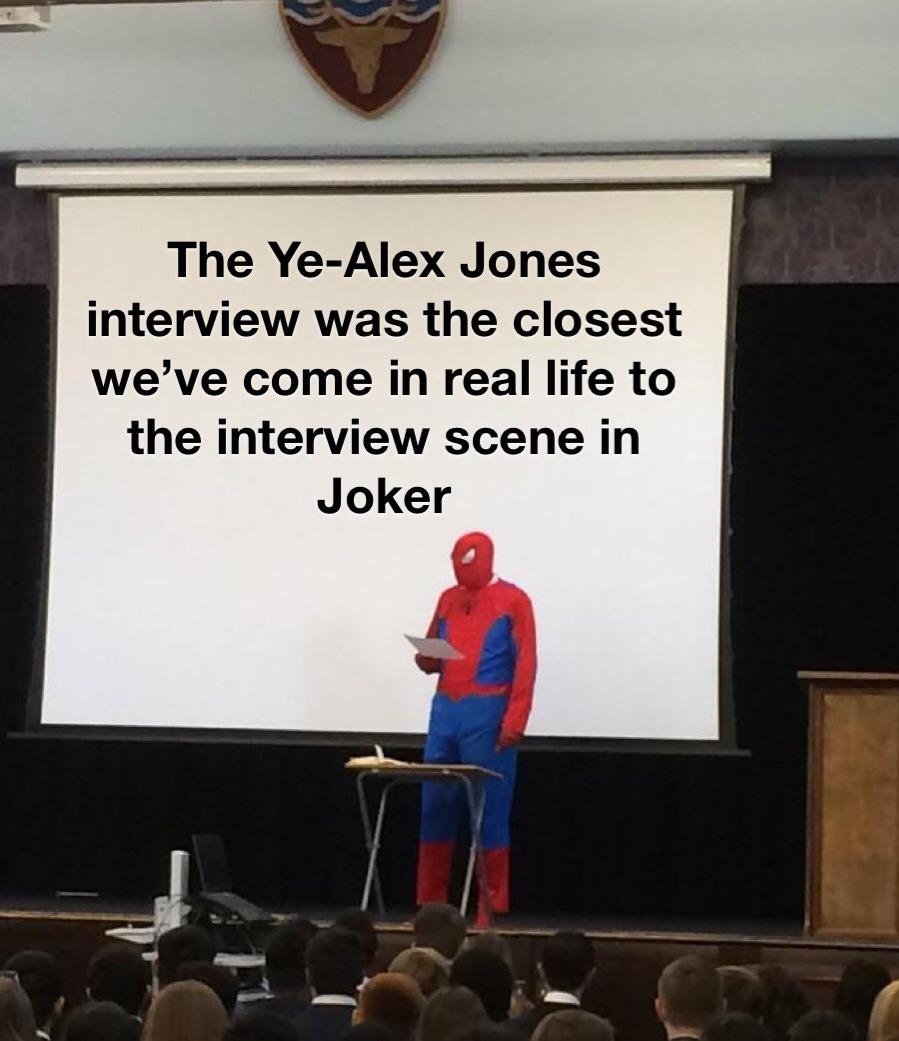 The Ye-Alex Jones
interview was the closest
we’ve come in real life to
the interview scene in
Joker